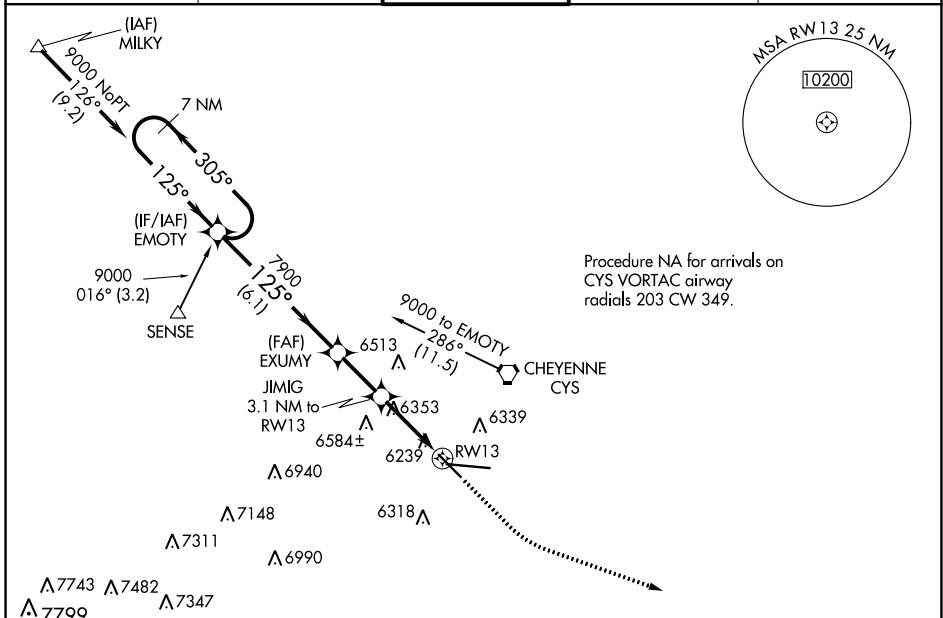 (IAF)
MILKY
9000 NoPT
126°
(9.2)
7 NM
305°
125°
(IF/IAF)
EMOTY
9000
016° (3.2)
SENSE
7900
125°
(6.1)
MSA RW13 25 NM
10200
Procedure NA for arrivals on
CYS VORTAC airway
radials 203 CW 349.
9000 to EMOTY
286°
(11.5)
CHEYENNE
CYS
(FAF)
EXUMY
6513
JIMIG
3.1 NM to
RW13
6353
6339
6584±
6239
RW13
6940
7148
6318
7311
6990
7743
7482
7347
7799